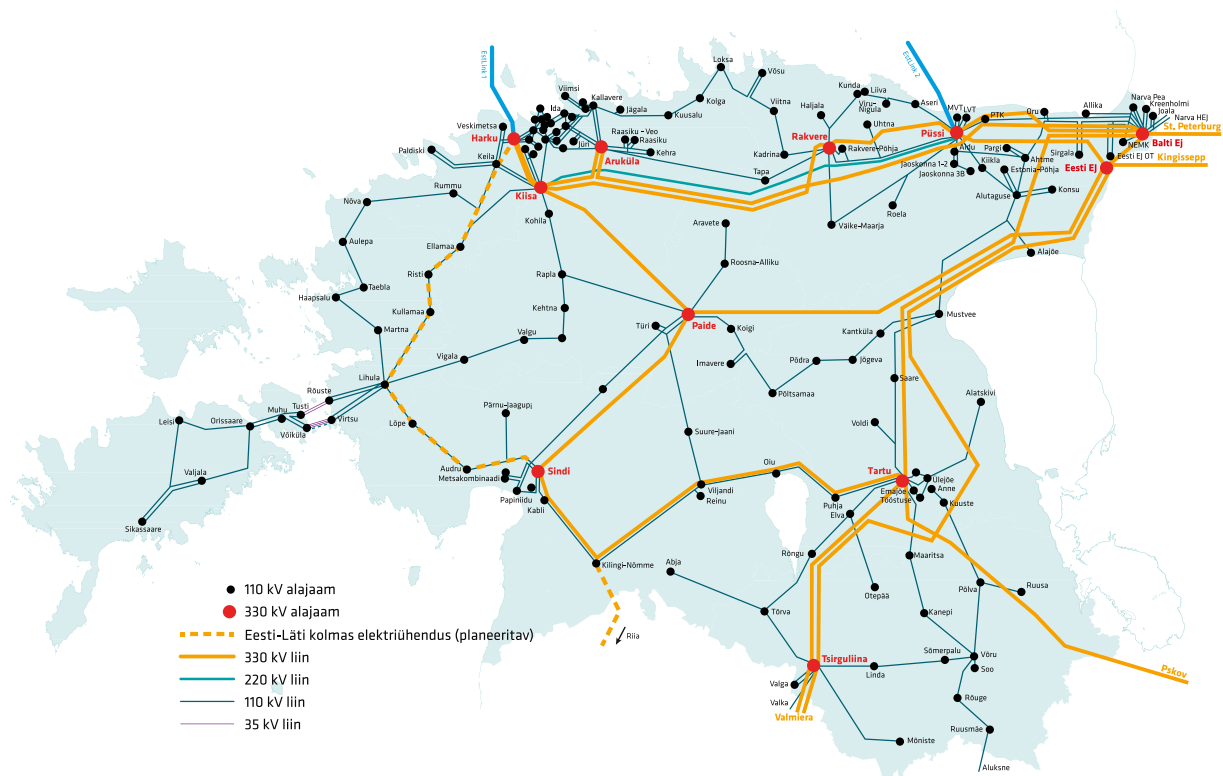 EstLink 1
EstLink 2
Loksa
Võsu
Viimsi
Kallavere
Ida
Jägala
Kolga
Kuusalu
Viitna
Kunda
Liiva
Viru-
Nigula
Haljala
Aseri
MVT
LVT
PTK
Oru
Allika
Narva Pea
Kreenholmi
Joala
Narva HEJ
St. Peterburg
Balti Ej
NEMK
Eesti EJ OT
Kingissepp
Eesti Ej
Veskimetsa
Harku
Paldiski
Keila
Jüri
Raasiku - Veo
Raasiku
Kehra
Aruküla
Rakvere
Uhtna
Rakvere-Põhja
Kadrina
Tapa
Püssi
Ahtme
Pargi
Sirgala
Kiikla
Estonia-Põhja
Jaoskonna 1-2
Jaoskonna 3B
Konsu
Alutaguse
Rummu
Kiisa
Kohila
Nõva
Aravete
Väike-Maarja
Roela
Aulepa
Ellamaa
Alajõe
Risti
Rapla
Roosna-Alliku
Taebla
Haapsalu
Kullamaa
Kehtna
Martna
Valgu
Türi
Paide
Koigi
Mustvee
Kantküla
Vigala
Imavere
Põdra
Jõgeva
Lihula
Saare
Põltsamaa
Rõuste
Tusti
Muhu
Orissaare
Leisi
Virtsu
Võiküla
Pärnu-Jaagupi
Alatskivi
Lõpe
Voldi
Suure-Jaani
Valjala
Audru
Metsakombinaadi
Sindi
Oiu
Tartu
Ülejõe
Anne
Emajõe
Tööstuse
Kuuste
Papiniidu
Kabli
Viljandi
Reinu
Puhja
Elva
Sikassaare
Rõngu
Maaritsa
Kilingi-Nõmme
Abja
Otepää
Põlva
Ruusa
Tõrva
Kanepi
Riia
Sõmerpalu
Võru
Soo
Tsirguliina
Linda
Pskov
Valga
Valka
Valmiera
Rõuge
Ruusmäe
Mõniste
Aluksne
110 kV alajaam
330 kV alajaam
Eesti-Läti kolmas elektriühendus (planeeritav)
330 kV liin
220 kV liin
110 kV liin
35 kV liin